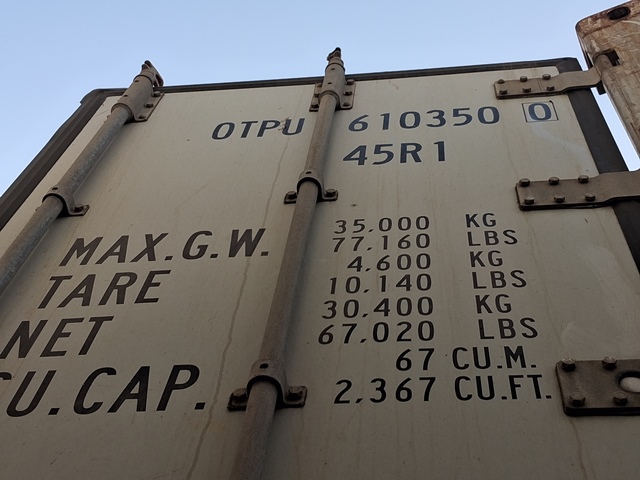 OTPU 610350 0
45R1
MAX.G.W. 35,000 KG
77,160 LBS
TARE 4,600 KG
10,140 LBS
NET 30,400 KG
67,020 LBS
CU.CAP. 67 CU.M.
2,367 CU.FT.